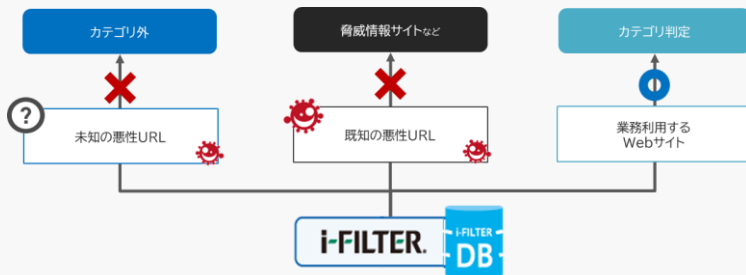 カテゴリ外
脅威情報サイトなど
カテゴリ判定
?
未知の悪性URL
既知の悪性URL
業務利用する
Webサイト
i-FILTER®
i-FILTER
DB